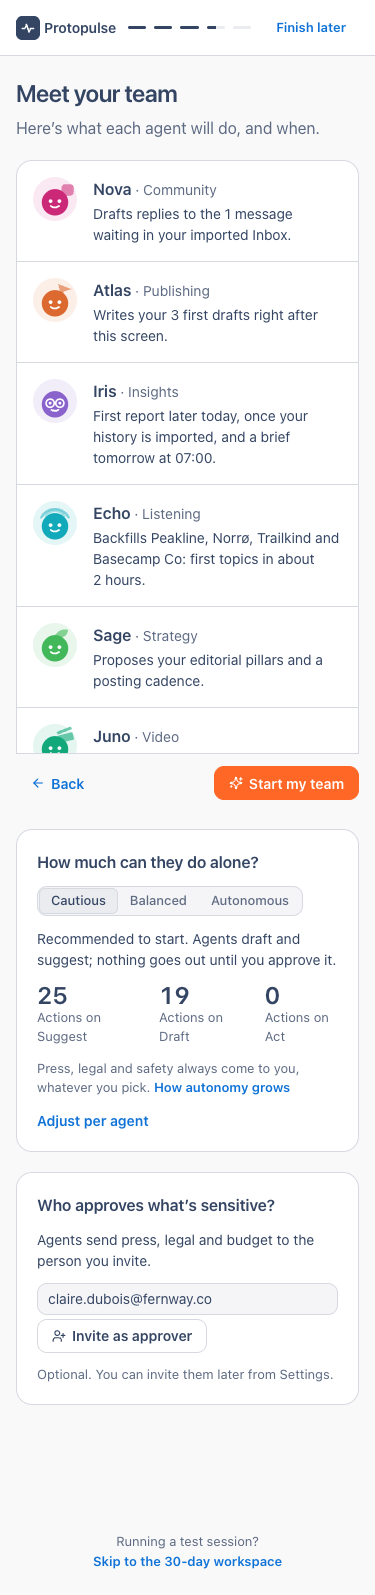 Protopulse
Finish later
Meet your team
Here's what each agent will do, and when.
Nova · Community
Drafts replies to the 1 message
waiting in your imported Inbox.
Atlas · Publishing
Writes your 3 first drafts right after
this screen.
Iris · Insights
First report later today, once your
history is imported, and a brief
tomorrow at 07:00.
Echo · Listening
Backfills Peakline, Norrø, Trailkind and
Basecamp Co: first topics in about
2 hours.
Sage · Strategy
Proposes your editorial pillars and a
posting cadence.
Juno · Video
Back
Start my team
How much can they do alone?
Cautious Balanced Autonomous
Recommended to start. Agents draft and
suggest; nothing goes out until you approve it.
25 19 0
Actions on Actions on Actions on
Suggest Draft Act
Press, legal and safety always come to you,
whatever you pick. How autonomy grows
Adjust per agent
Who approves what's sensitive?
Agents send press, legal and budget to the
person you invite.
claire.dubois@fernway.co
Invite as approver
Optional. You can invite them later from Settings.
Running a test session?
Skip to the 30-day workspace